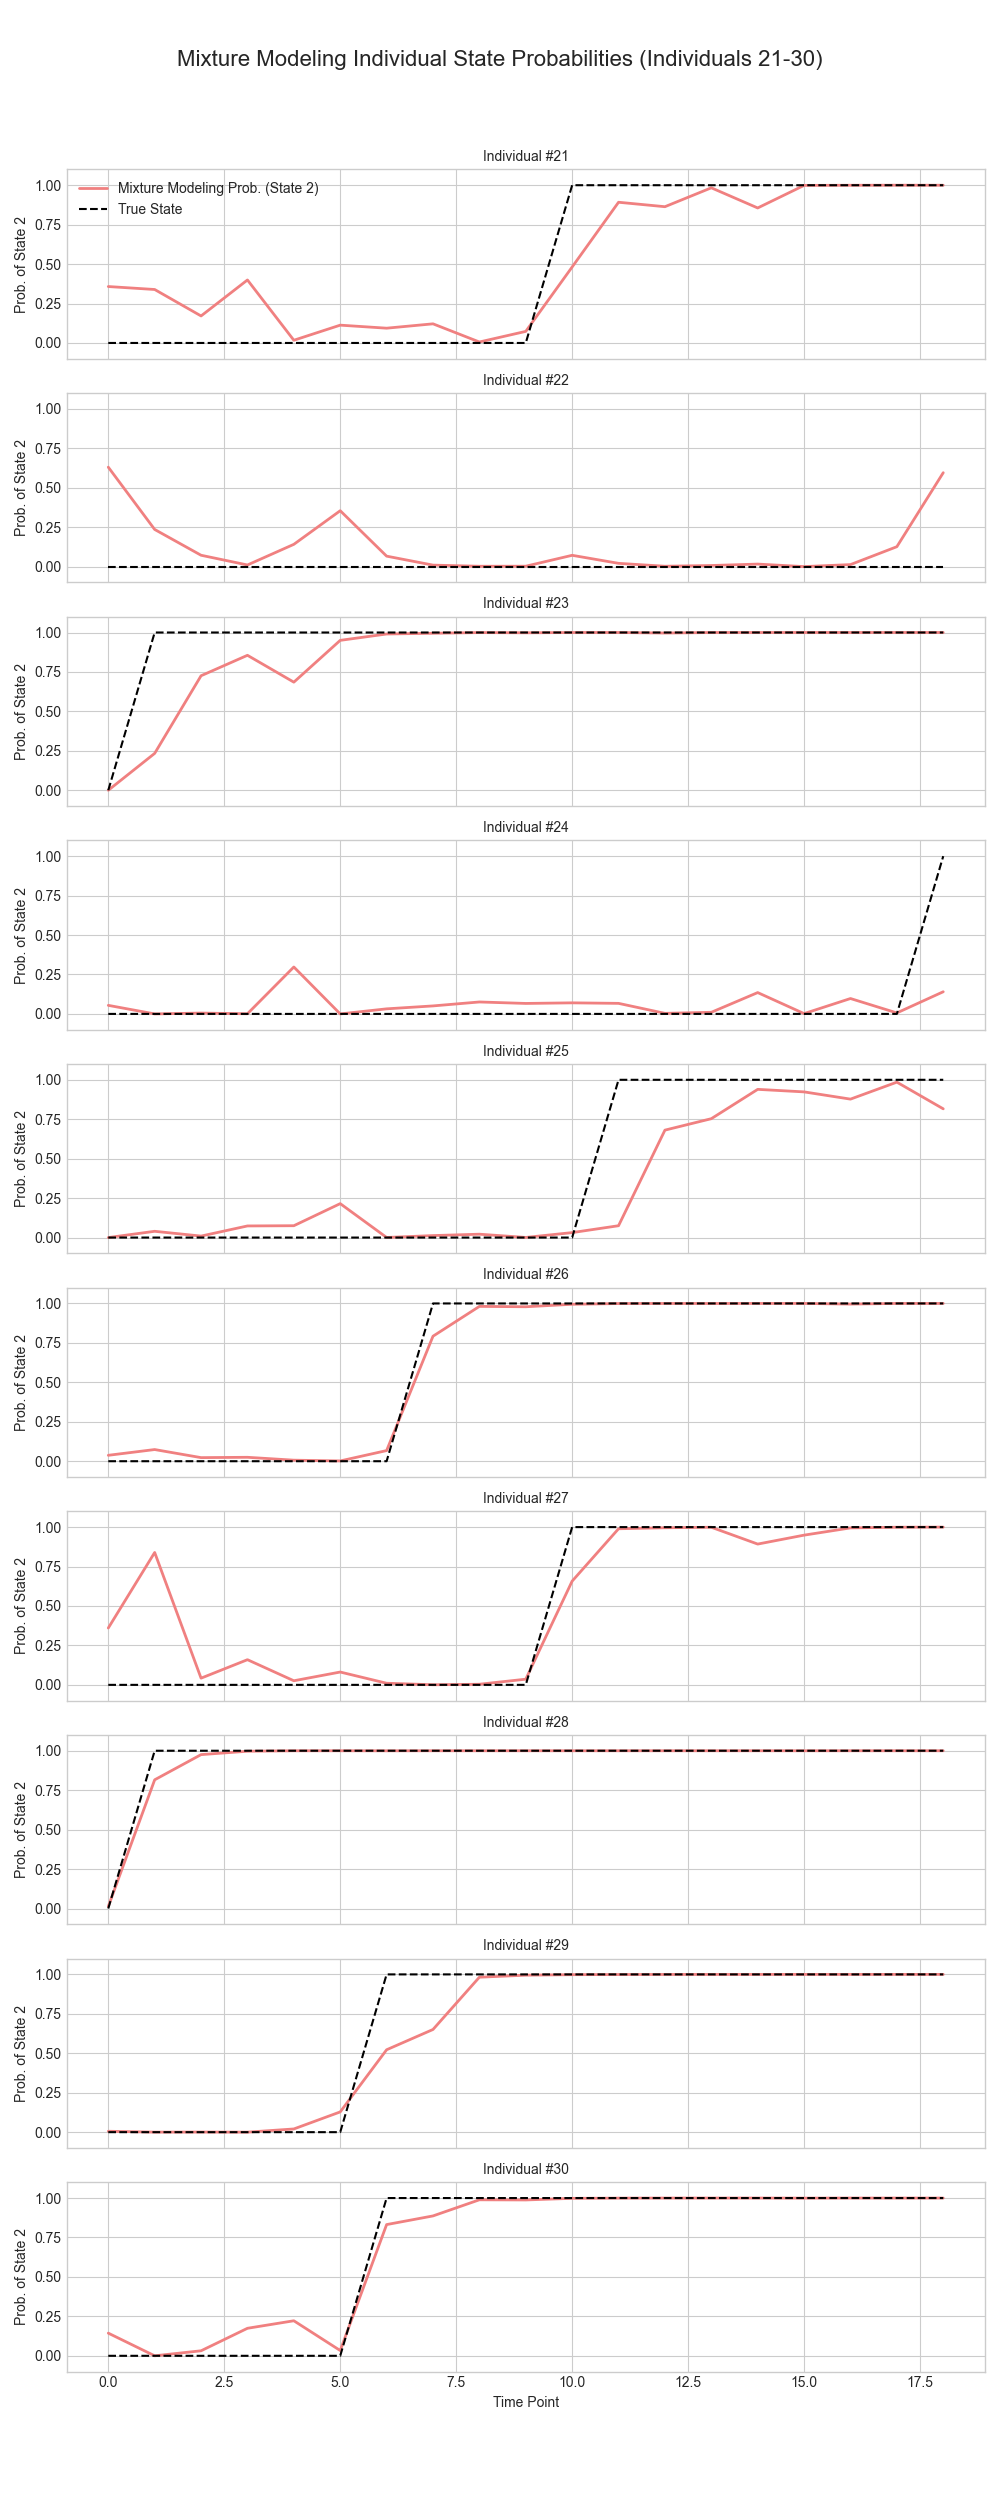 Mixture Modeling Individual State Probabilities (Individuals 21-30)
Individual #21
Mixture Modeling Prob. (State 2)
True State
1.00
0.75
0.50
0.25
0.00
Prob. of State 2
Individual #22
1.00
0.75
0.50
0.25
0.00
Prob. of State 2
Individual #23
1.00
0.75
0.50
0.25
0.00
Prob. of State 2
Individual #24
1.00
0.75
0.50
0.25
0.00
Prob. of State 2
Individual #25
1.00
0.75
0.50
0.25
0.00
Prob. of State 2
Individual #26
1.00
0.75
0.50
0.25
0.00
Prob. of State 2
Individual #27
1.00
0.75
0.50
0.25
0.00
Prob. of State 2
Individual #28
1.00
0.75
0.50
0.25
0.00
Prob. of State 2
Individual #29
1.00
0.75
0.50
0.25
0.00
Prob. of State 2
Individual #30
1.00
0.75
0.50
0.25
0.00
Prob. of State 2
0.0 2.5 5.0 7.5 10.0 12.5 15.0 17.5
Time Point